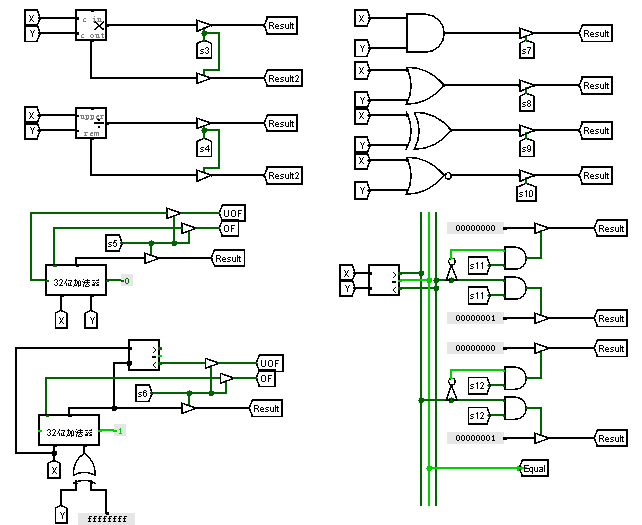 X
c in
Y
c out
s3
Result
Result2
X
upper
Y
rem
s4
Result
Result2
UOF
OF
s5
Result
32位加法器
0
X
Y
UOF
OF
s6
Result
32位加法器
1
X
Y
ffffffff
X
Y
s7
Result
X
Y
s8
Result
X
Y
s9
Result
X
Y
s10
Result
X
Y
00000000
Result
s11
s11
00000001
Result
00000000
Result
s12
s12
00000001
Result
Equal